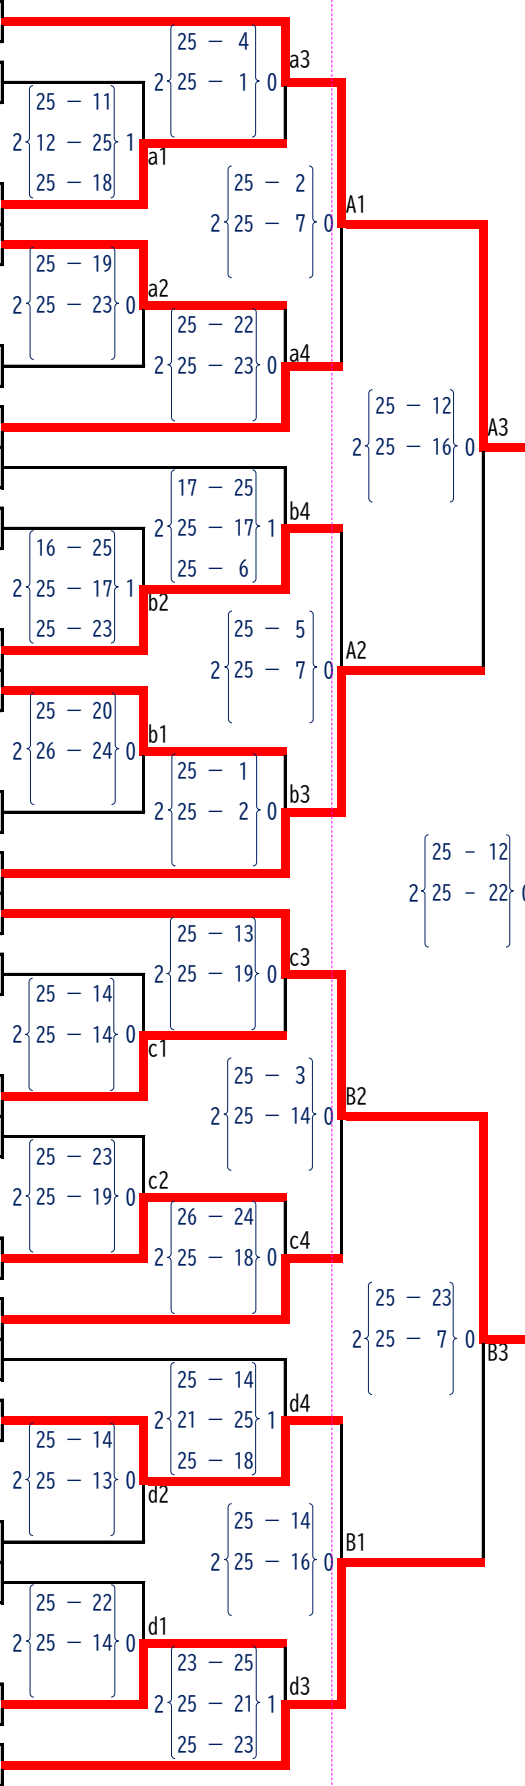 25 - 4
a3
2 25 - 1 0
25 - 11
2 12 - 25 1
a1
25 - 18
25 - 2
A1
2 25 - 7 0
25 - 19
a2
2 25 - 23 0
25 - 22
a4
2 25 - 23 0
25 - 12
A3
2 25 - 16 0
17 - 25
b4
2 25 - 17 1
25 - 6
16 - 25
2 25 - 17 1
b2
25 - 23
25 - 5
A2
2 25 - 7 0
25 - 20
b1
2 26 - 24 0
25 - 1
b3
2 25 - 2 0
25 - 12
2 25 - 22 0
25 - 13
c3
2 25 - 19 0
25 - 14
2 25 - 14 0
c1
25 - 3
B2
2 25 - 14 0
25 - 23
c2
2 25 - 19 0
26 - 24
c4
2 25 - 18 0
25 - 23
2 25 - 7 0
B3
25 - 14
d4
2 21 - 25 1
25 - 18
25 - 14
2 25 - 13 0
d2
25 - 14
B1
2 25 - 16 0
25 - 22
d1
2 25 - 14 0
23 - 25
d3
2 25 - 21 1
25 - 23